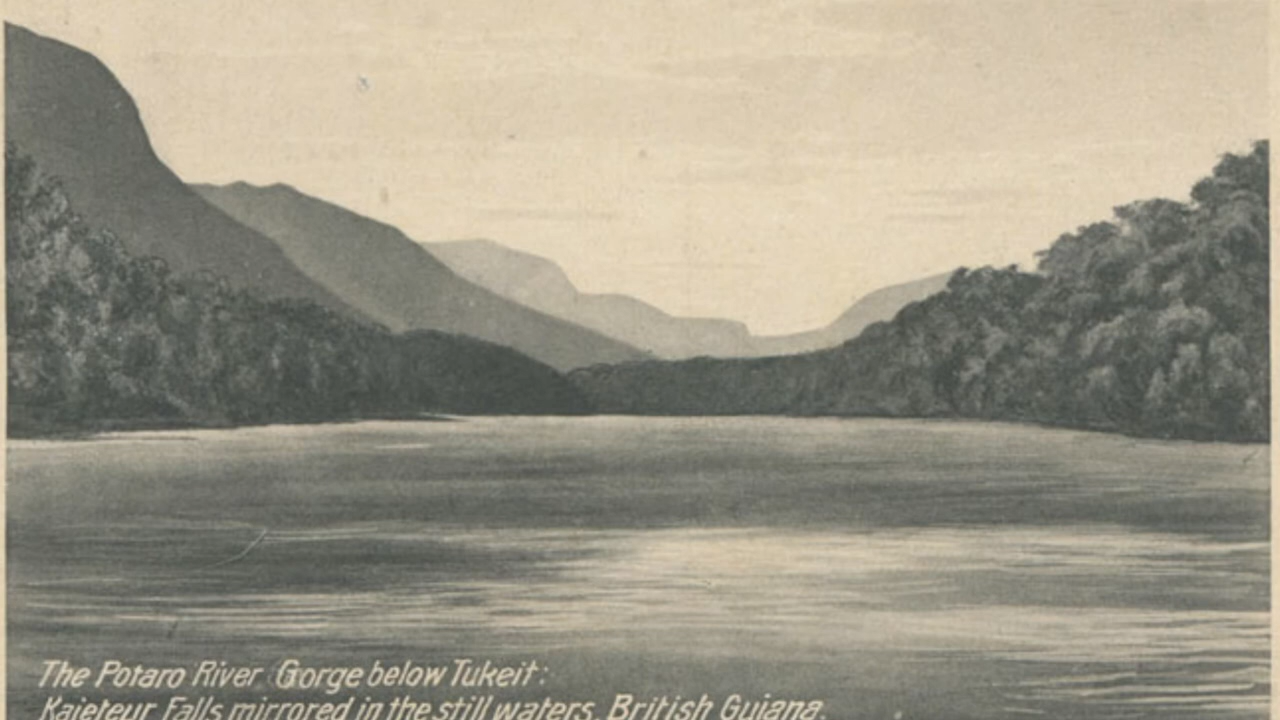 The Potaro River Gorge below Tukeit:
Kaieteur Falls mirrored in the still waters, British Guiana.